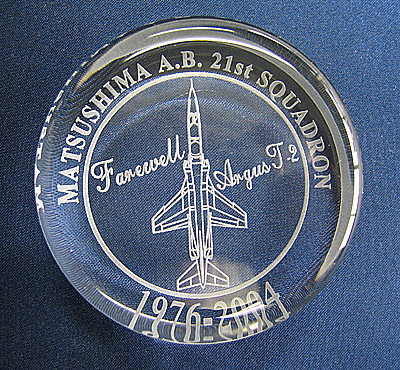 MATSUSHIMA A.B. 21st SQUADRON
Farewell
Argus T-2
1976-2004